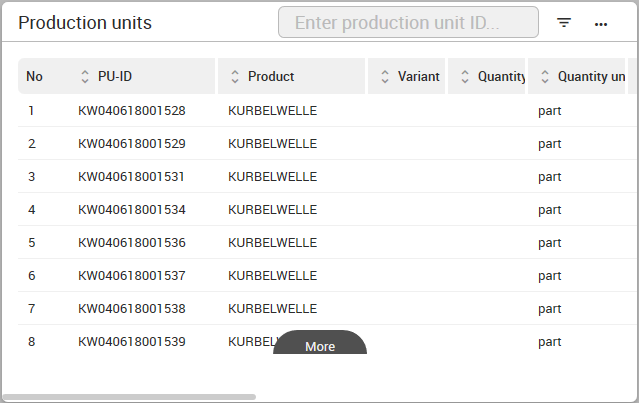 Production units Enter production unit ID... ...
No PU-ID Product Variant Quantity Quantity un
1 KW040618001528 KURBELWELLE part
2 KW040618001529 KURBELWELLE part
3 KW040618001531 KURBELWELLE part
4 KW040618001534 KURBELWELLE part
5 KW040618001536 KURBELWELLE part
6 KW040618001537 KURBELWELLE part
7 KW040618001538 KURBELWELLE part
8 KW040618001539 KURBEL part
More